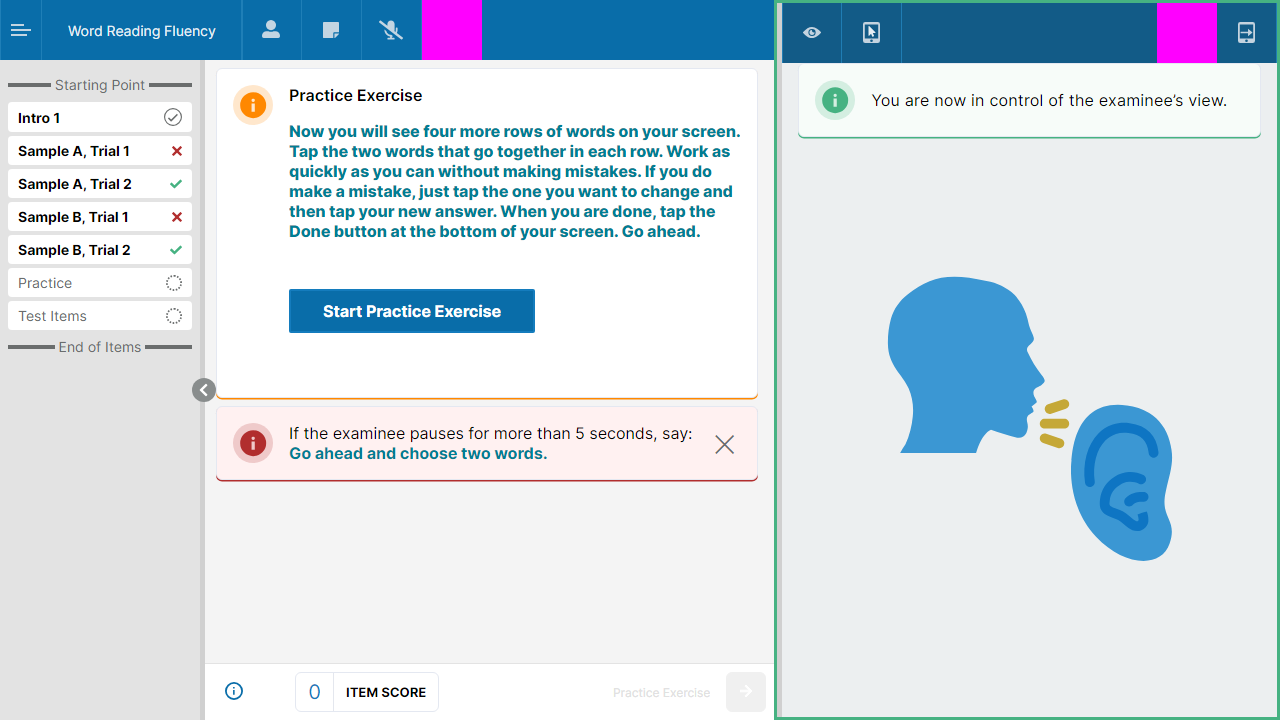 Word Reading Fluency
Starting Point
Intro 1
Sample A, Trial 1
Sample A, Trial 2
Sample B, Trial 1
Sample B, Trial 2
Practice
Test Items
End of Items
Practice Exercise
Now you will see four more rows of words on your screen.
Tap the two words that go together in each row. Work as
quickly as you can without making mistakes. If you do
make a mistake, just tap the one you want to change and
then tap your new answer. When you are done, tap the
Done button at the bottom of your screen. Go ahead.
Start Practice Exercise
If the examinee pauses for more than 5 seconds, say:
Go ahead and choose two words.
0 ITEM SCORE
Practice Exercise
You are now in control of the examinee’s view.